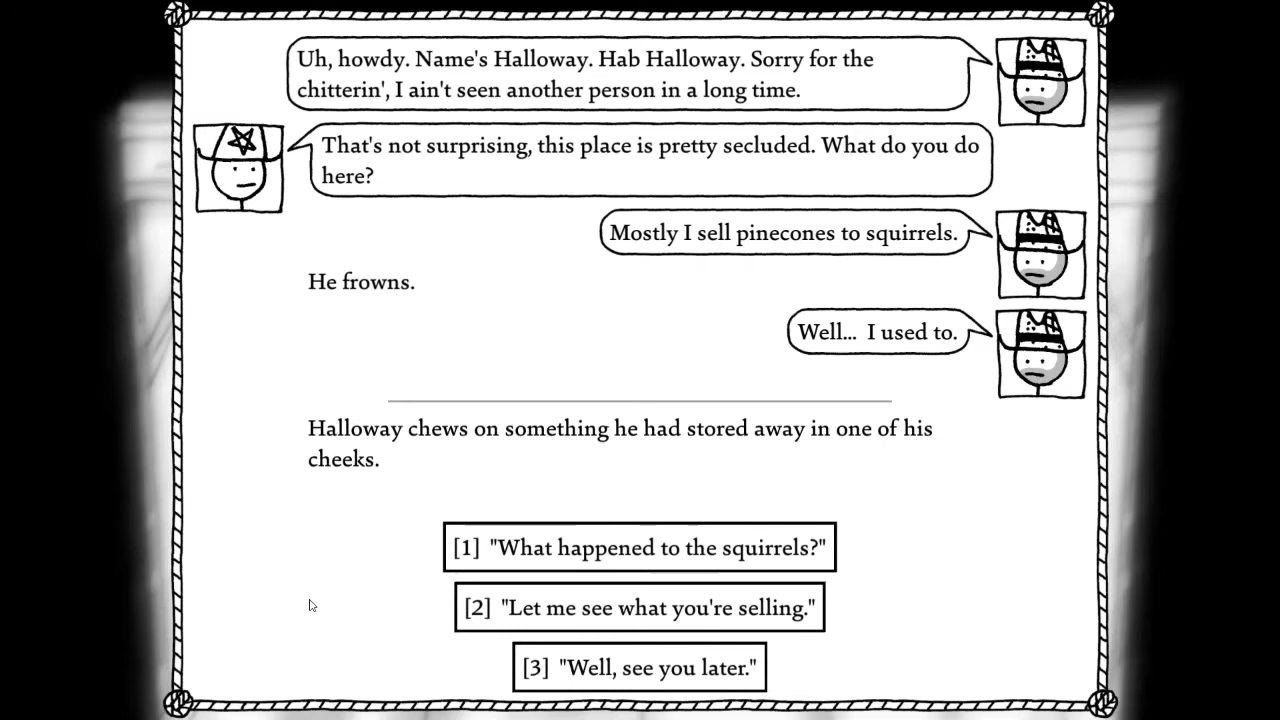 Uh, howdy. Name's Halloway. Hab Halloway. Sorry for the
chitterin', I ain't seen another person in a long time.
That's not surprising, this place is pretty secluded. What do you do
here?
Mostly I sell pinecones to squirrels.
He frowns.
Well... I used to.
Halloway chews on something he had stored away in one of his
cheeks.
[1] "What happened to the squirrels?"
[2] "Let me see what you're selling."
[3] "Well, see you later."